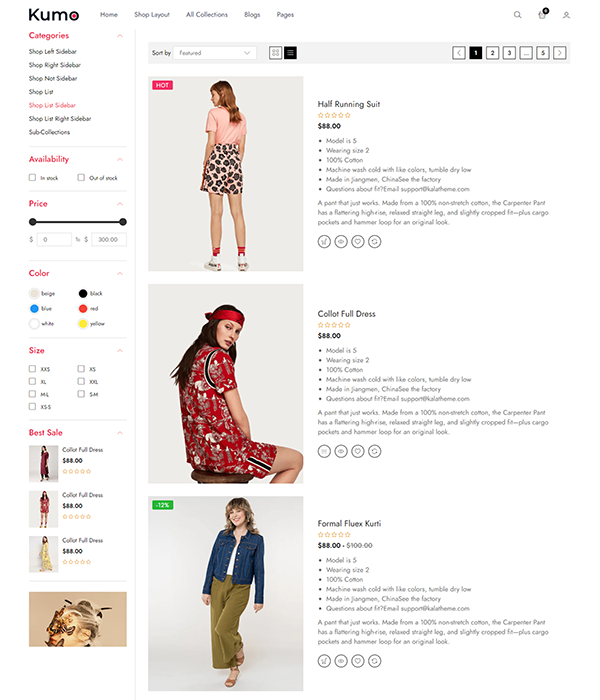 Kumo
Home Shop Layout All Collections Blogs Pages
0
Categories
Shop Left Sidebar
Shop Right Sidebar
Shop Not Sidebar
Shop List
Shop List Sidebar
Shop List Right Sidebar
Sub-Collections
Availability
In stock Out of stock
Price
$ 0 To $ 300.00
Color
beige black
blue red
white yellow
Size
XXS XS
XL XXL
M-L S-M
XS-S
Best Sale
Collot Full Dress
$88.00
Collot Full Dress
$88.00
Collot Full Dress
$88.00
Sort by Featured
1 2 3 ... 5
HOT
Half Running Suit
$88.00
Model is 5
Wearing size 2
100% Cotton
Machine wash cold with like colors, tumble dry low
Made in Jiangmen, ChinaSee the factory
Questions about fit?Email support@kalatheme.com
A pant that just works. Made from a 100% non-stretch cotton, the Carpenter Pant
has a flattering high-rise, relaxed straight leg, and slightly cropped fit—plus cargo
pockets and hammer loop for an original look.
Collot Full Dress
$88.00
Model is 5
Wearing size 2
100% Cotton
Machine wash cold with like colors, tumble dry low
Made in Jiangmen, ChinaSee the factory
Questions about fit?Email support@kalatheme.com
A pant that just works. Made from a 100% non-stretch cotton, the Carpenter Pant
has a flattering high-rise, relaxed straight leg, and slightly cropped fit—plus cargo
pockets and hammer loop for an original look.
-12%
Formal Fluex Kurti
$88.00 - $100.00
Model is 5
Wearing size 2
100% Cotton
Machine wash cold with like colors, tumble dry low
Made in Jiangmen, ChinaSee the factory
Questions about fit?Email support@kalatheme.com
A pant that just works. Made from a 100% non-stretch cotton, the Carpenter Pant
has a flattering high-rise, relaxed straight leg, and slightly cropped fit—plus cargo
pockets and hammer loop for an original look.